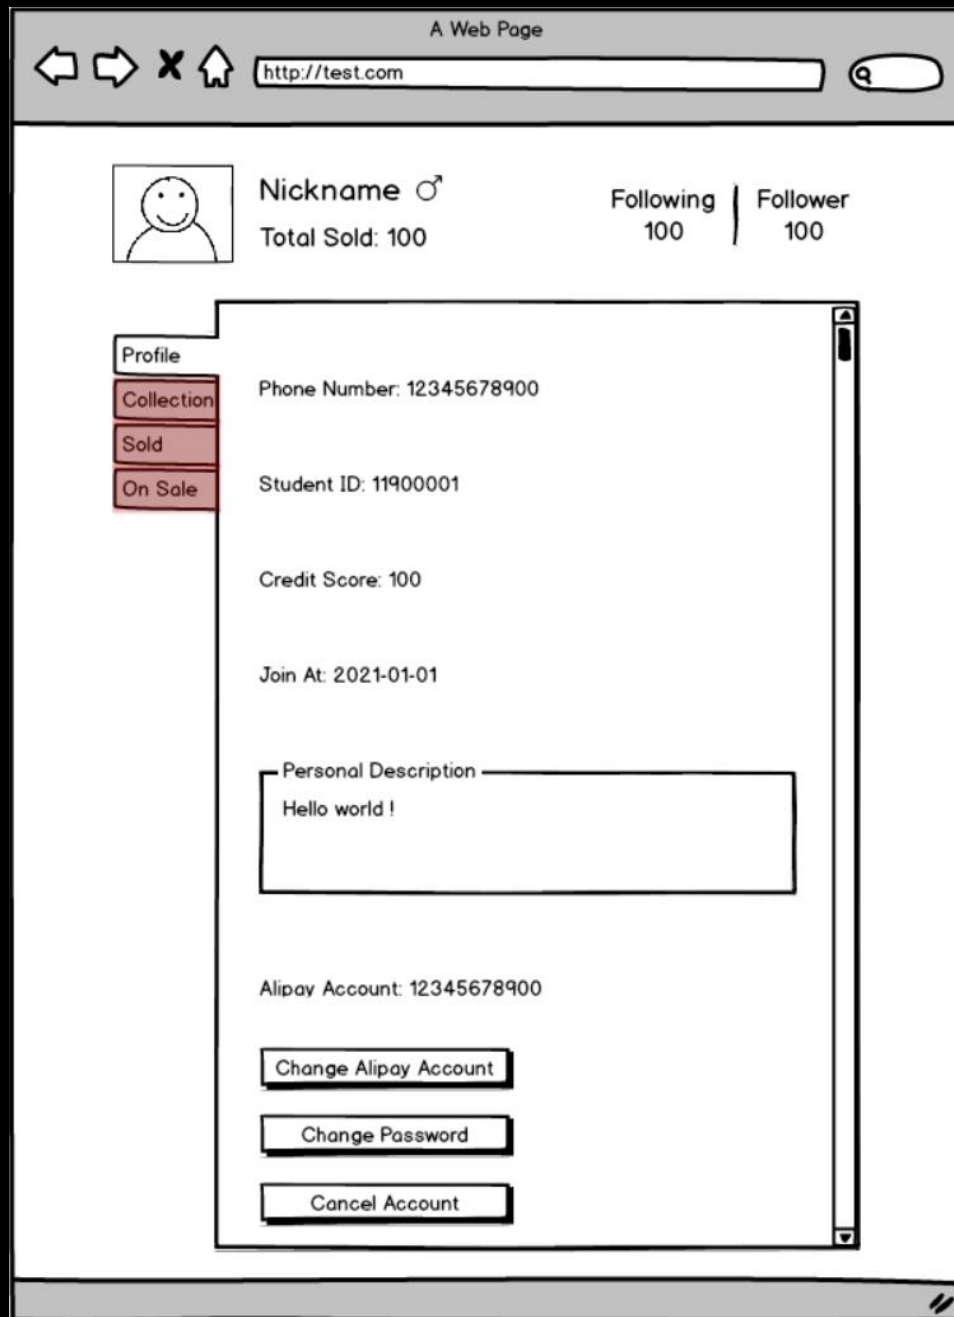 A Web Page
http://test.com
Nickname ♂
Total Sold: 100
Following
100
Follower
100
Profile
Collection
Sold
On Sale
Phone Number: 12345678900
Student ID: 11900001
Credit Score: 100
Join At: 2021-01-01
Personal Description
Hello world !
Alipay Account: 12345678900
Change Alipay Account
Change Password
Cancel Account